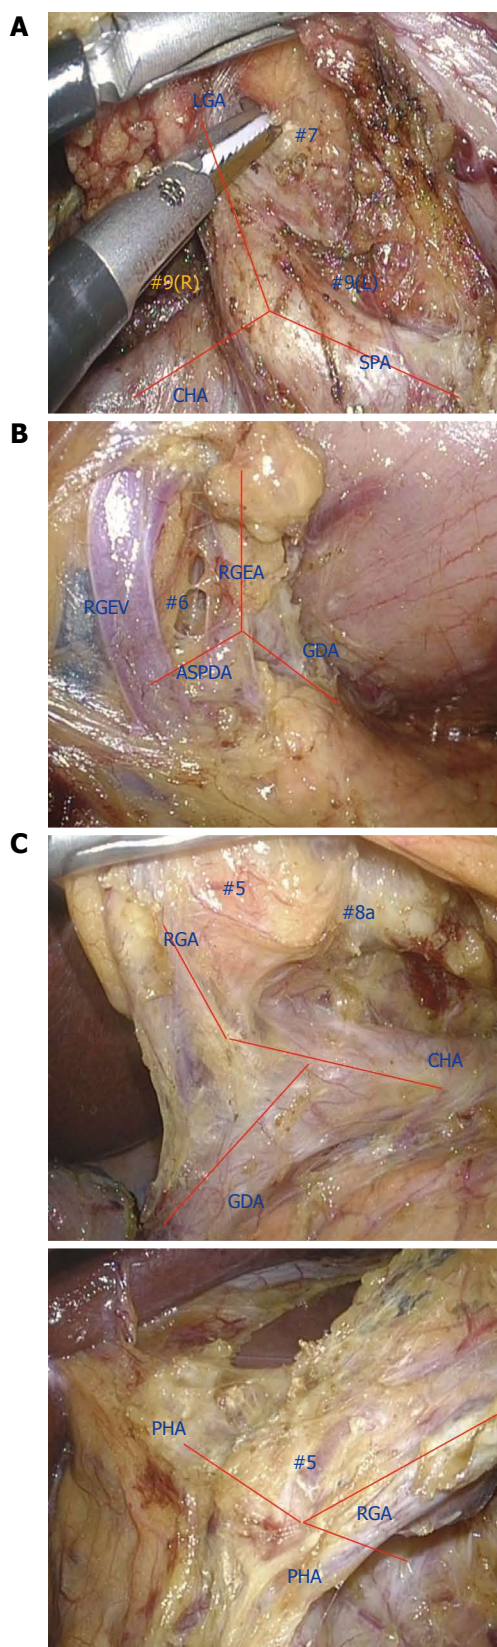 A
LGA
#7
#9(R)
#9(L)
SPA
CHA
B
RGEA
RGEV
#6
GDA
ASPDA
C
#5
#8a
RGA
CHA
GDA
PHA
#5
RGA
PHA